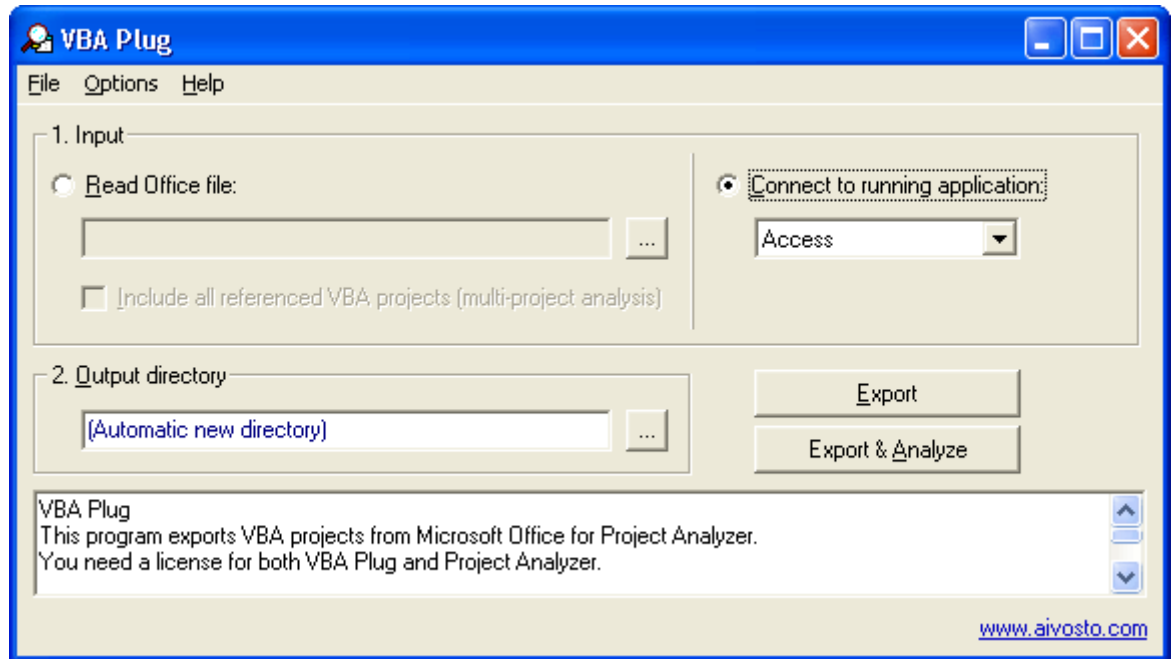 VBA Plug
File Options Help
1. Input
Read Office file:
Connect to running application:
...
Access
Include all referenced VBA projects (multi-project analysis)
2. Output directory
(Automatic new directory)
...
Export
Export & Analyze
VBA Plug
This program exports VBA projects from Microsoft Office for Project Analyzer.
You need a license for both VBA Plug and Project Analyzer.
www.aivosto.com